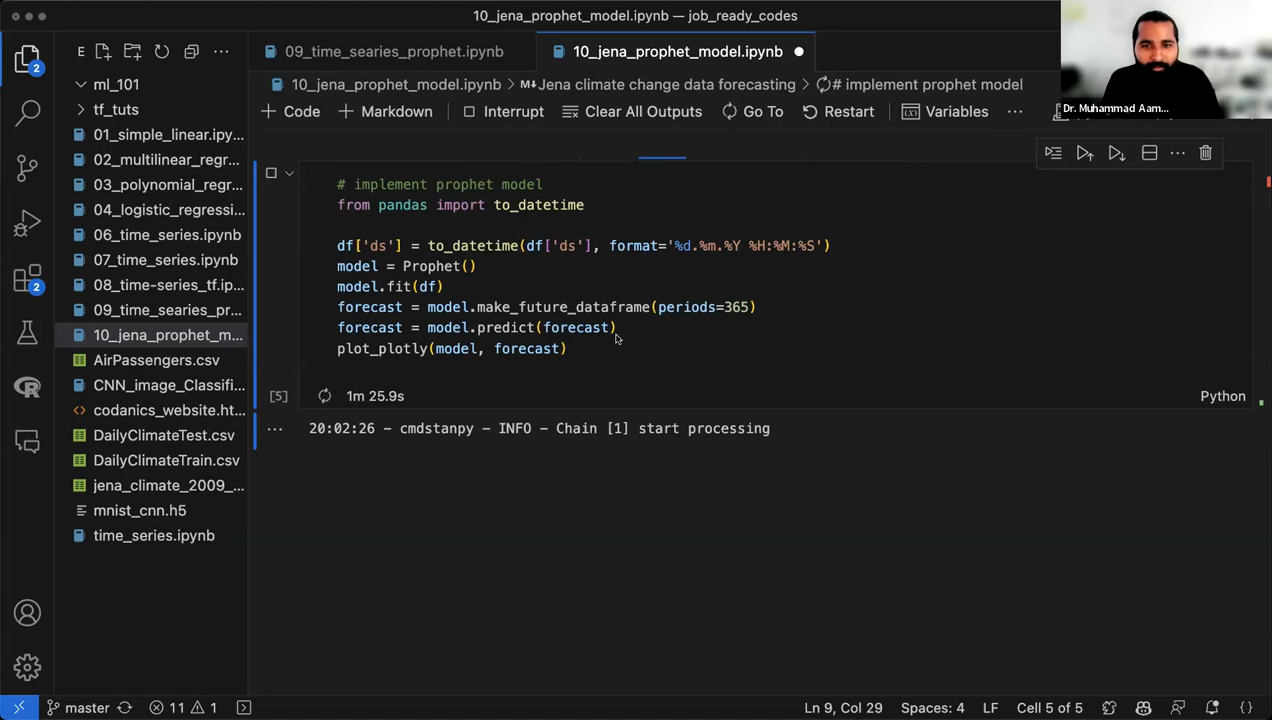 10_jena_prophet_model.ipynb — job_ready_codes
E
09_time_searies_prophet.ipynb
10_jena_prophet_model.ipynb
10_jena_prophet_model.ipynb > Jena climate change data forecasting > # implement prophet model
Code
Markdown
Interrupt
Clear All Outputs
Go To
Restart
Variables
Dr. Muhammad Aam...
2
2
ml_101
tf_tuts
01_simple_linear.ipy...
02_multilinear_regr...
03_polynomial_regr...
04_logistic_regressi...
06_time_series.ipynb
07_time_series.ipynb
08_time-series_tf.ip...
09_time_searies_pr...
10_jena_prophet_m...
AirPassengers.csv
CNN_image_Classifi...
codanics_website.ht...
DailyClimateTest.csv
DailyClimateTrain.csv
jena_climate_2009_...
mnist_cnn.h5
time_series.ipynb
# implement prophet model
from pandas import to_datetime
df['ds'] = to_datetime(df['ds'], format='%d.%m.%Y %H:%M:%S')
model = Prophet()
model.fit(df)
forecast = model.make_future_dataframe(periods=365)
forecast = model.predict(forecast)
plot_plotly(model, forecast)
[5]
1m 25.9s
Python
20:02:26 - cmdstanpy - INFO - Chain [1] start processing
master
11
1
Ln 9, Col 29
Spaces: 4
LF
Cell 5 of 5